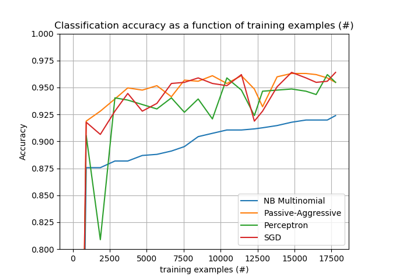 Classification accuracy as a function of training examples (#)
1.000
0.975
0.950
0.925
0.900
0.875
0.850
0.825
0.800
Accuracy
NB Multinomial
Passive-Aggressive
Perceptron
SGD
0 2500 5000 7500 10000 12500 15000 17500
training examples (#)